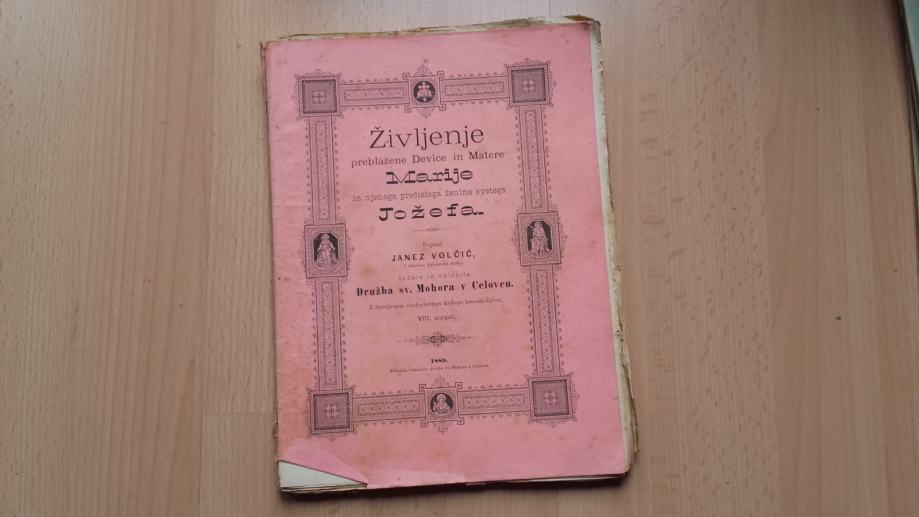 Življenje
preblažene Device in Matere
Marije
in njenega prečistega ženina svetega
Jožefa.
Popisal
JANEZ VOLČIČ,
izdala in založila
Družba sv. Mohora v Celovcu.
Z dovoljenjem
VIII. snopič.
1889.